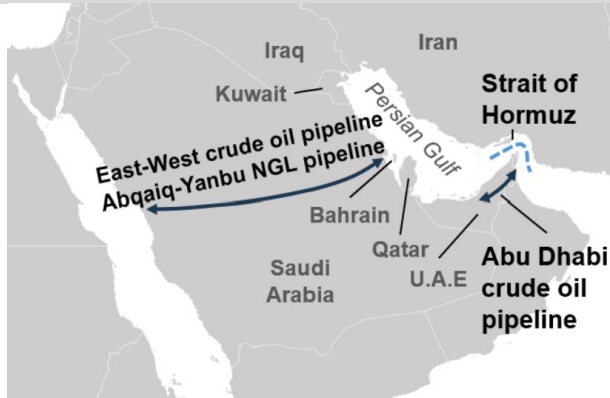 Iraq
Iran
Kuwait
Persian Gulf
Strait of
Hormuz
East-West crude oil pipeline
Abqaiq-Yanbu NGL pipeline
Bahrain
Qatar
U.A.E
Saudi
Arabia
Abu Dhabi
crude oil
pipeline